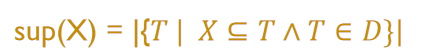 sup(X) = |{T | X ⊆ T ∧ T ∈ D}|